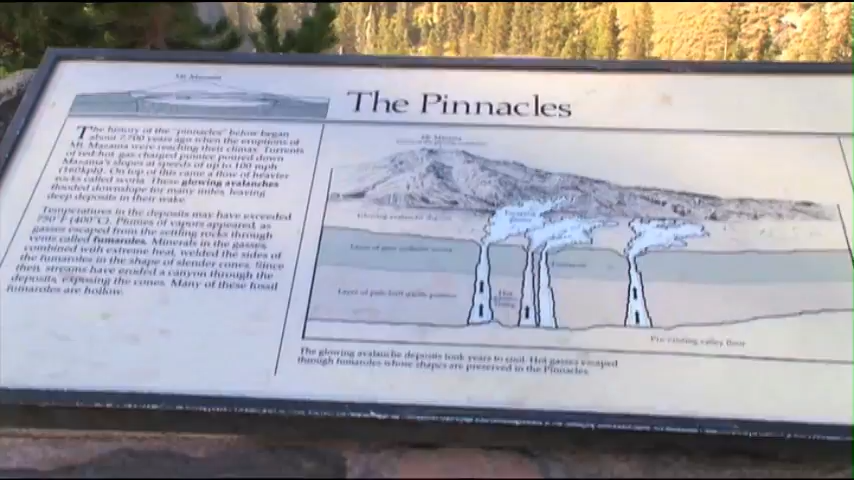 Mt. Mazama
The Pinnacles
The history of the "pinnacles" below began
about 7,700 years ago when the eruptions of
Mt. Mazama were reaching their climax. Torrents
of red-hot, gas-charged pumice poured down
Mazama's slopes at speeds of up to 100 mph
(160kph). On top of this came a flow of heavier
rocks called scoria. These glowing avalanches
flooded downslope for many miles, leaving
deep deposits in their wake.
Temperatures in the deposits may have exceeded
750°F (400°C). Plumes of vapors appeared, as
gasses escaped from the settling rocks through
vents called fumaroles. Minerals in the gasses,
combined with extreme heat, welded the sides of
the fumaroles in the shape of slender cones. Since
then, streams have eroded a canyon through the
deposits, exposing the cones. Many of these fossil
fumaroles are hollow.
Mt. Mazama
Escaping
Hot
gasses
rising
Pre-existing valley floor
The glowing avalanche deposits took years to cool. Hot gasses escaped
through fumaroles whose shapes are preserved in the Pinnacles.